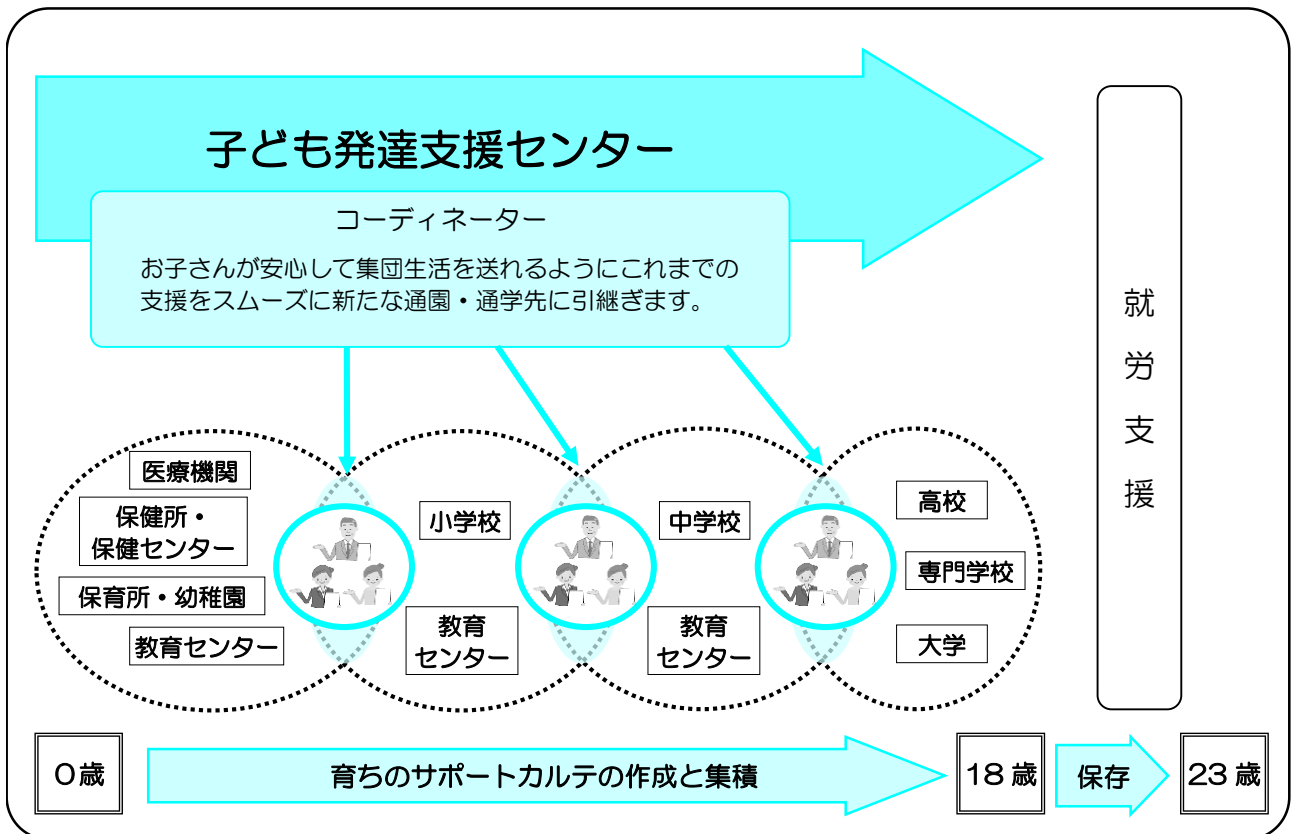 子ども発達支援センター
コーディネーター
お子さんが安心して集団生活を送れるようにこれまでの
支援をスムーズに新たな通園・通学先に引継ぎます。
就労支援
医療機関
保健所・
保健センター
保育所・幼稚園
教育センター
小学校
教育
センター
中学校
教育
センター
高校
専門学校
大学
0歳
育ちのサポートカルテの作成と集積
18歳
保存
23歳